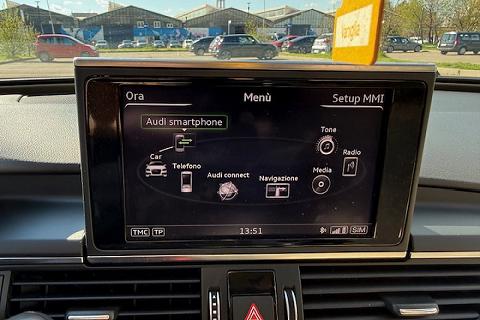 Vaniglia
Ora
Menù
Setup MMI
Audi smartphone
Tone
Car
Telefono
Audi connect
Navigazione
Media
Radio
TMC
TP
13:51
SIM